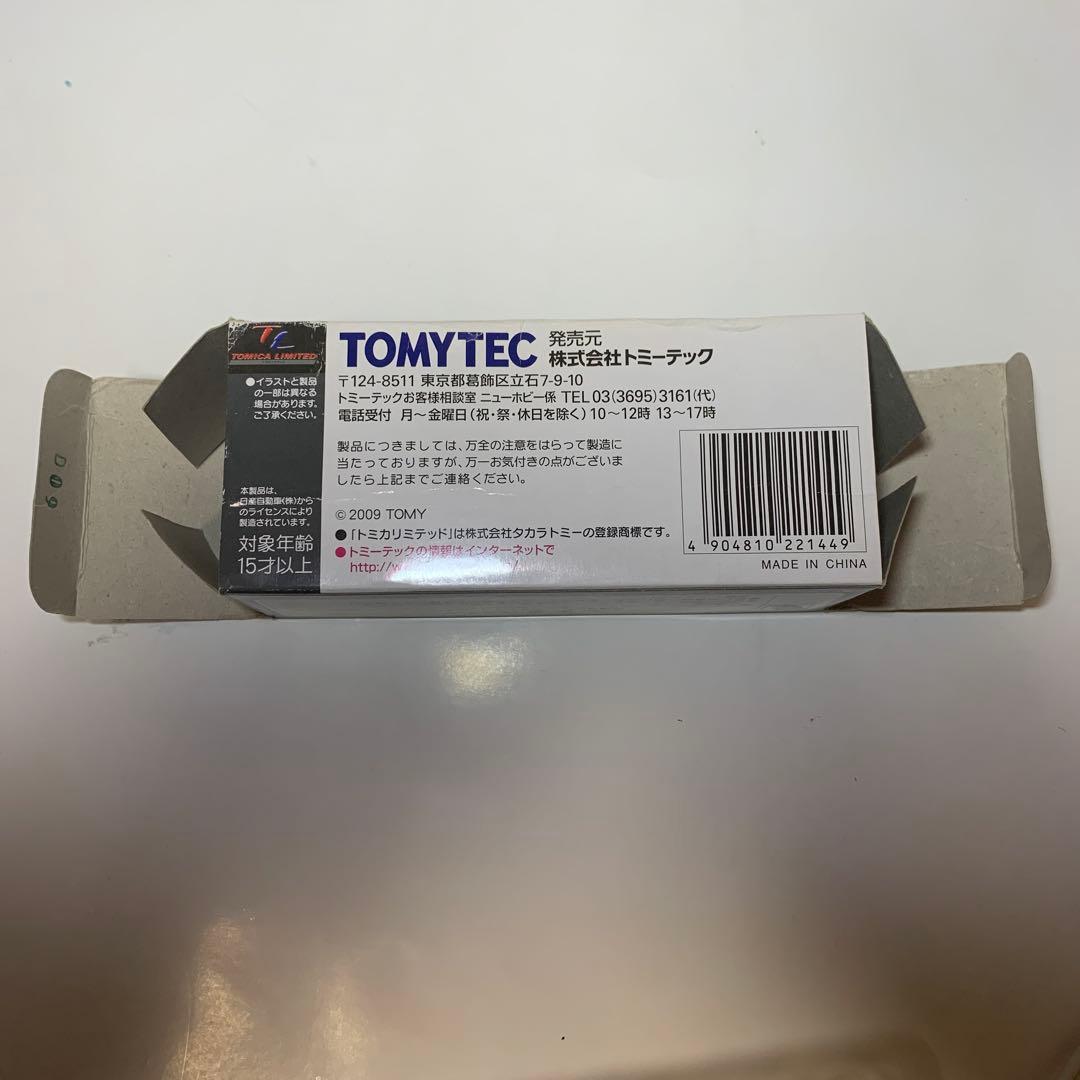 TL
TOMICA LIMITED
●イラストと製品
の一部は異なる
場合があります。
ご了承ください。
本製品は、
日産自動車(株)から
のライセンスにより
製造されています。
対象年齢
15才以上
TOMYTEC
発売元
株式会社トミーテック
〒124-8511 東京都葛飾区立石7-9-10
トミーテックお客様相談室 ニューホビー係 TEL 03(3695)3161(代)
電話受付 月〜金曜日(祝・祭・休日を除く)10〜12時 13〜17時
製品につきましては、万全の注意をはらって製造に
当たっておりますが、万一お気付きの点がございま
したら上記までご連絡ください。
© 2009 TOMY
●「トミカリミテッド」は株式会社タカラトミーの登録商標です。
●トミーテックの情報はインターネットで
4 904810 221449
MADE IN CHINA